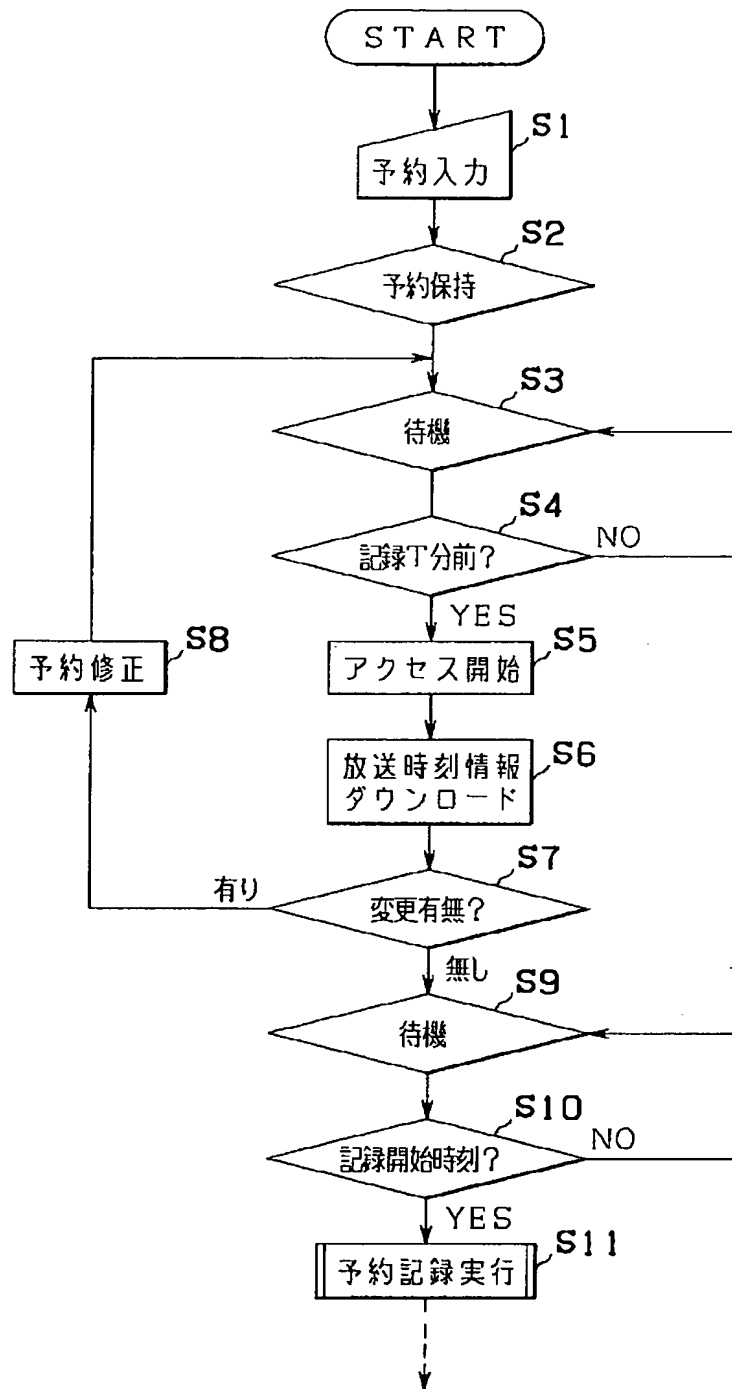 START
S1
予約入力
S2
予約保持
S3
待機
S4
記録T分前?
NO
YES
S5
アクセス開始
S8
予約修正
S6
放送時刻情報
ダウンロード
S7
有り
変更有無?
無し
S9
待機
S10
記録開始時刻?
NO
YES
S11
予約記録実行